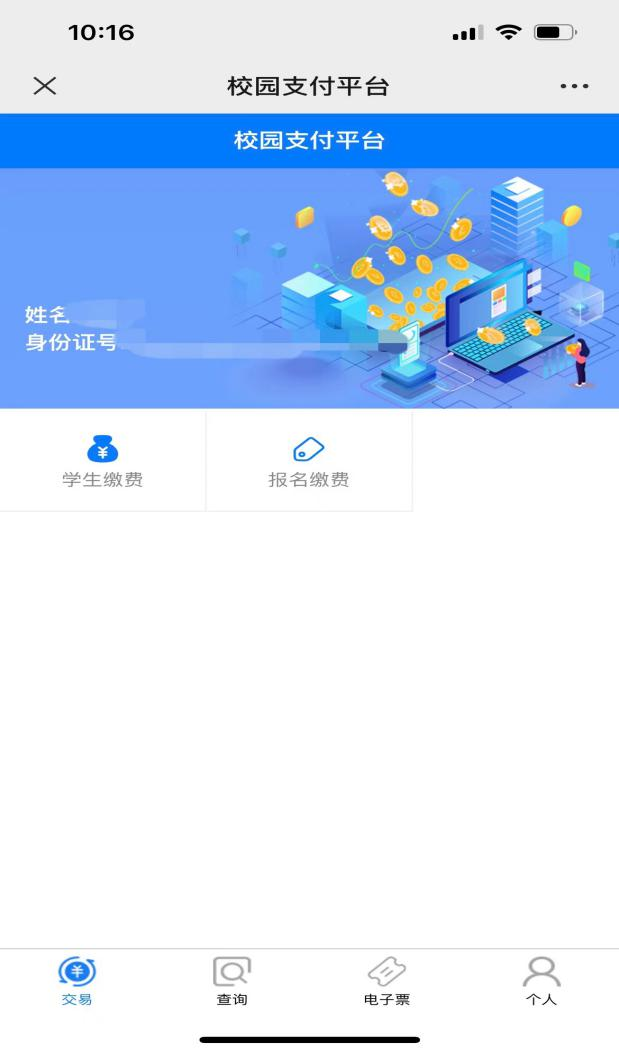 10:16
校园支付平台
校园支付平台
姓名
身份证号
学生缴费
报名缴费
交易
查询
电子票
个人